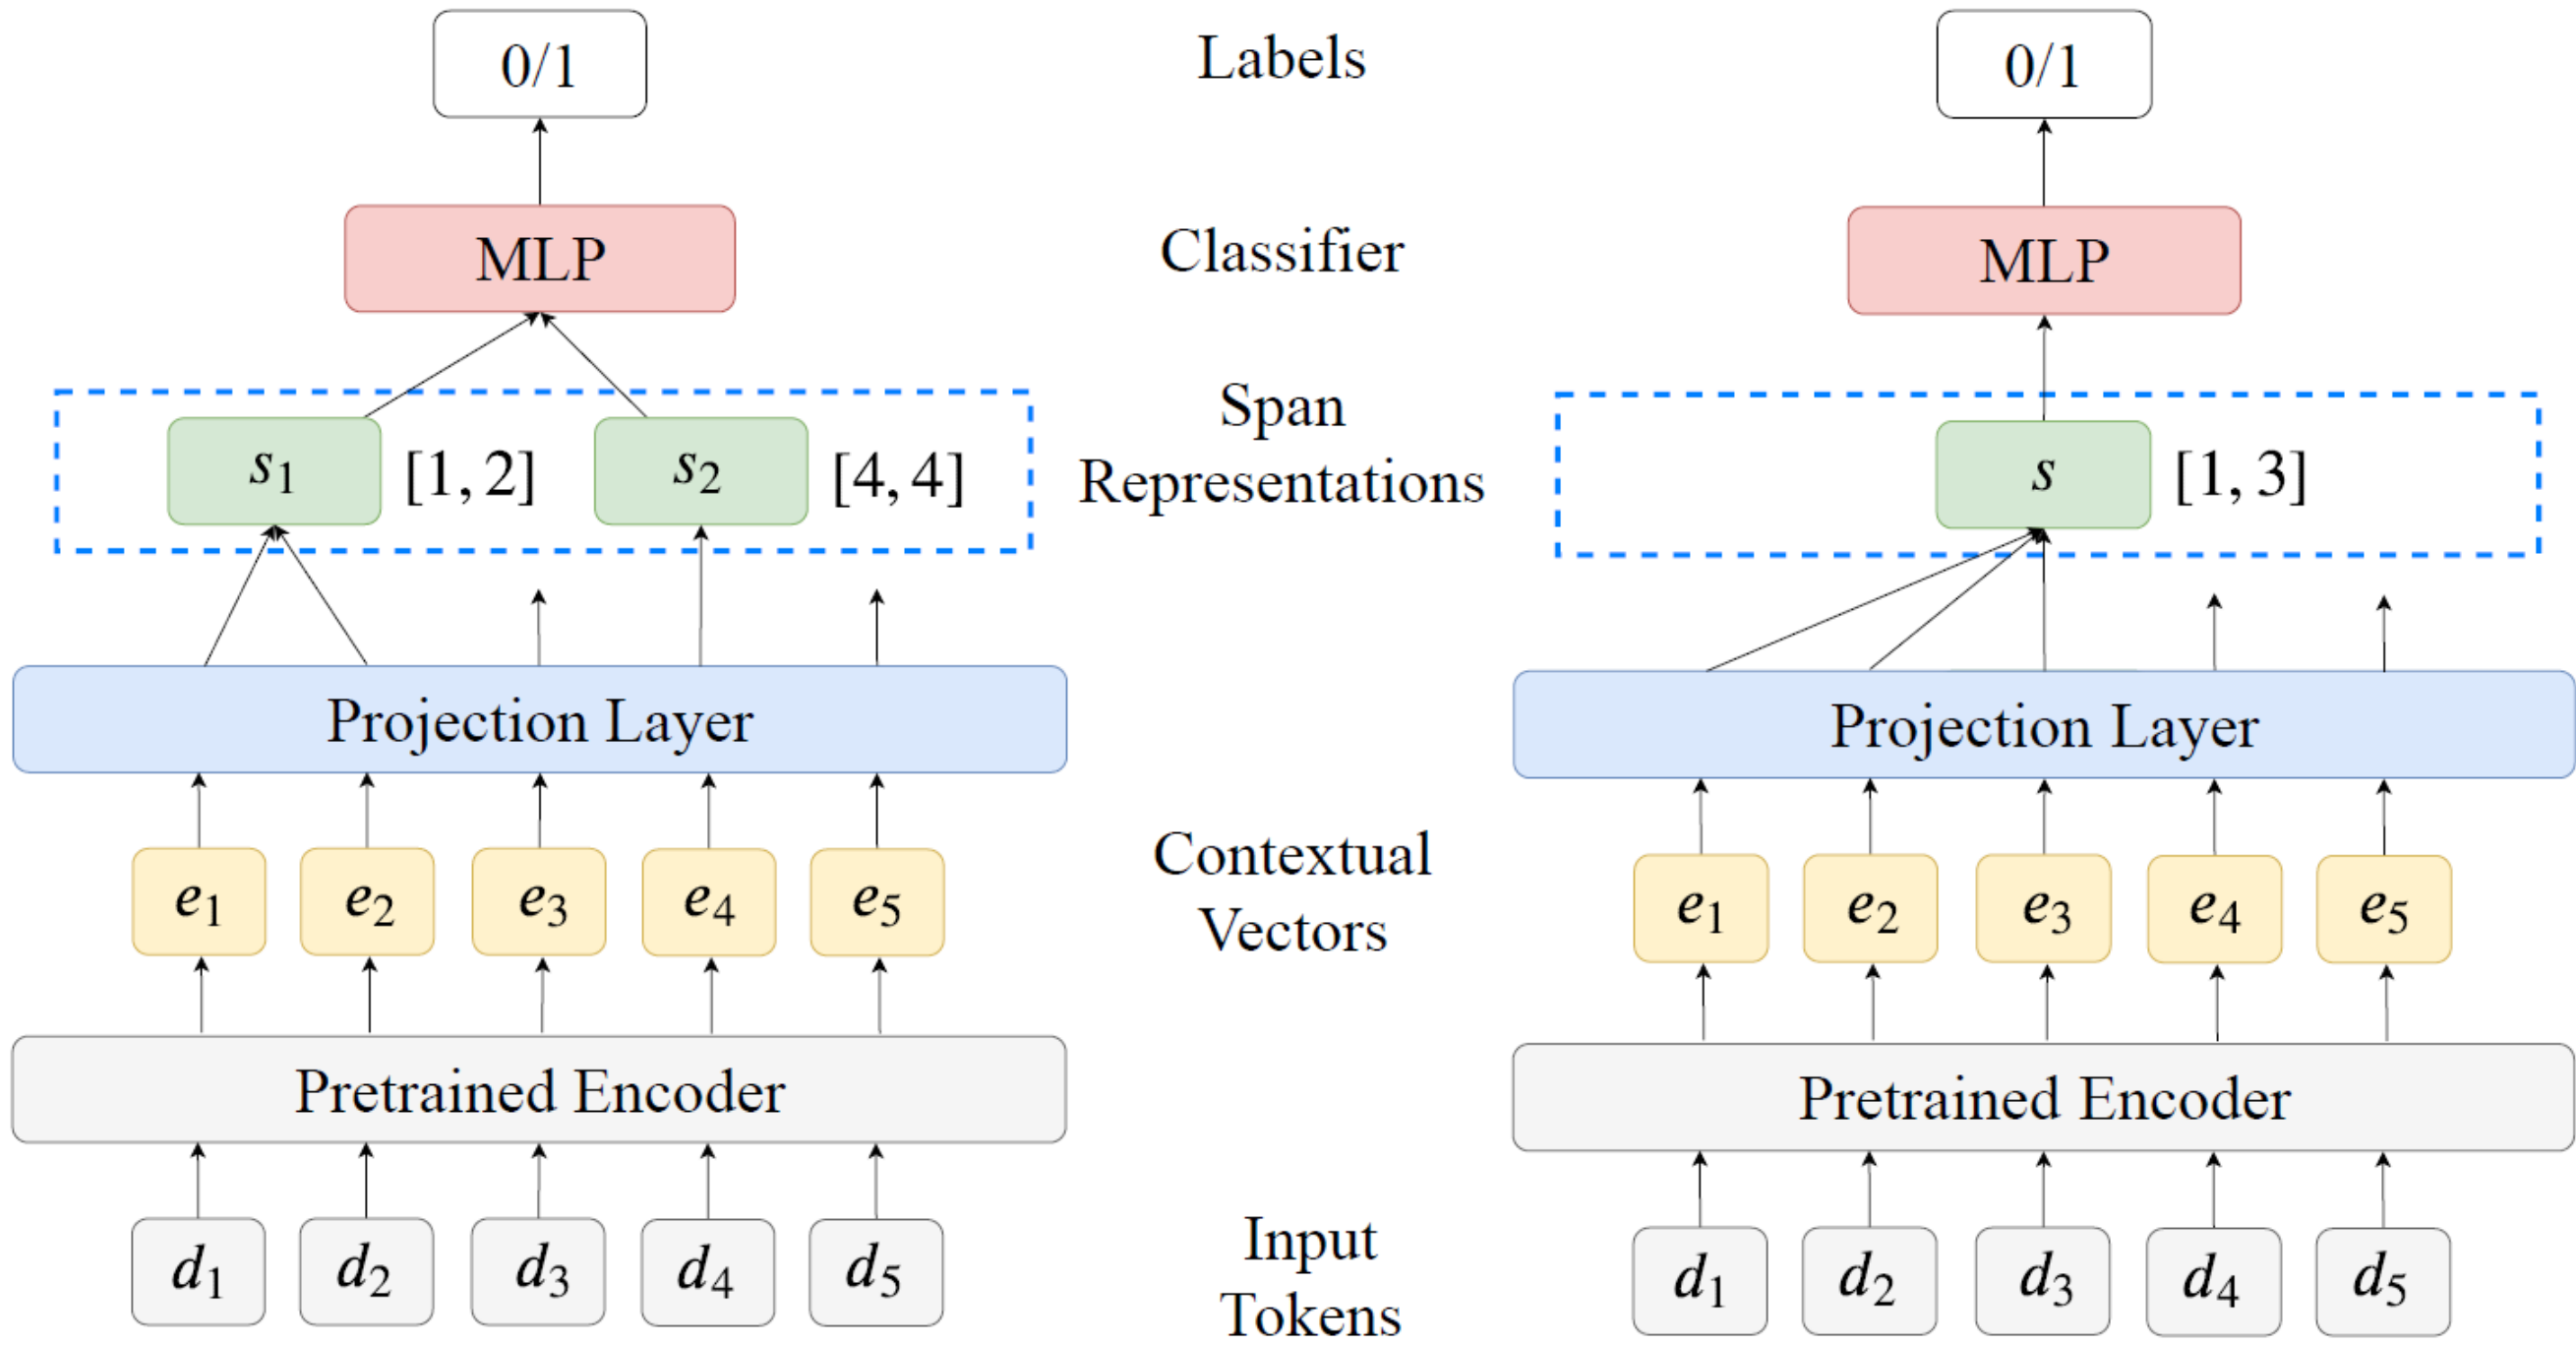 0/1
Labels
0/1
MLP
Classifier
MLP
s1 [1, 2] s2 [4, 4]
Span
Representations
s [1, 3]
Projection Layer
Projection Layer
e1 e2 e3 e4 e5
Contextual
Vectors
e1 e2 e3 e4 e5
Pretrained Encoder
Pretrained Encoder
d1 d2 d3 d4 d5
Input
Tokens
d1 d2 d3 d4 d5